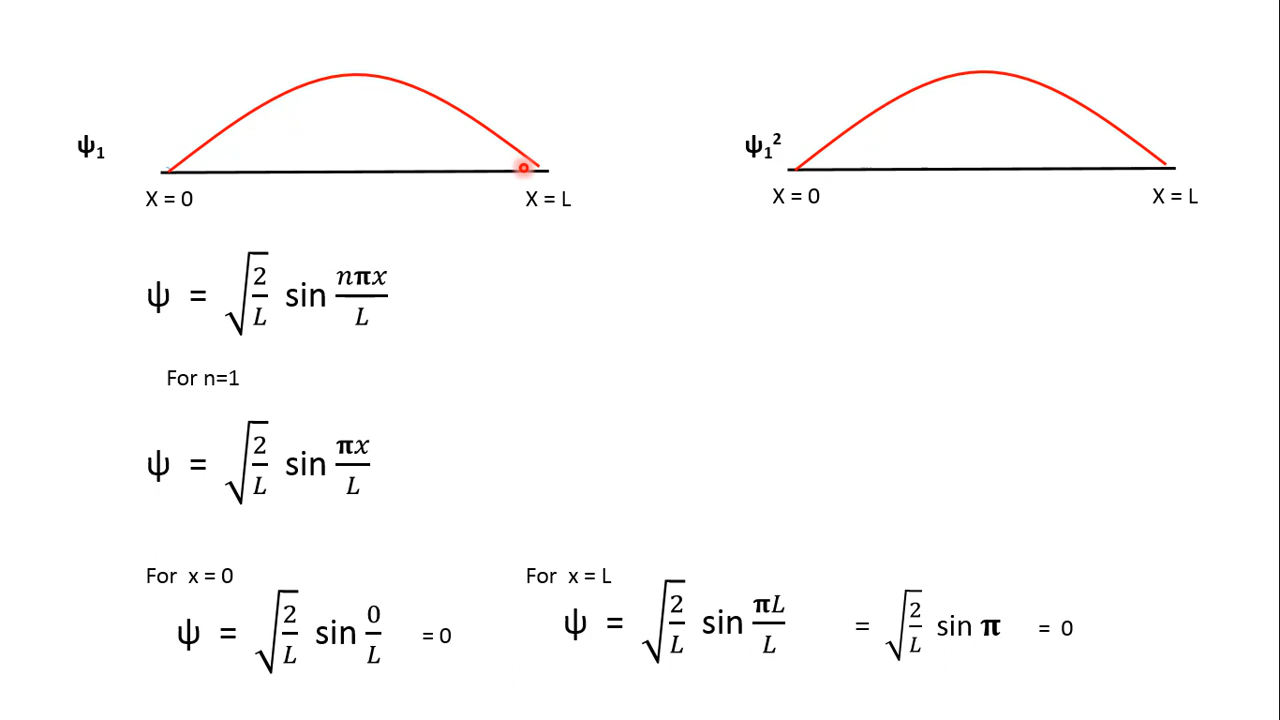 ψ₁ ψ₁²
X = 0 X = L X = 0 X = L
ψ = √(2/L) sin nπx/L
For n=1
ψ = √(2/L) sin πx/L
For x = 0 For x = L
ψ = √(2/L) sin 0/L = 0 ψ = √(2/L) sin πL/L = √(2/L) sin π = 0